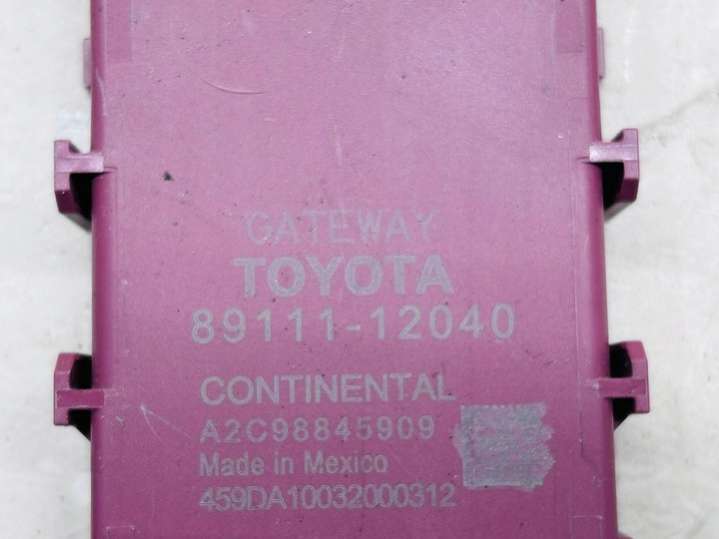 GATEWAY
TOYOTA
89111-12040
CONTINENTAL
A2C98845909
Made in Mexico
459DA10032000312